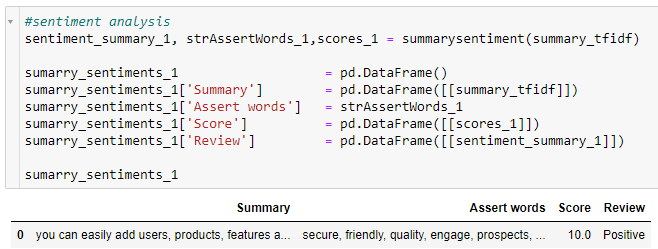 #sentiment analysis
sentiment_summary_1, strAssertWords_1,scores_1 = summarysentiment(summary_tfidf)
sumarry_sentiments_1 = pd.DataFrame()
sumarry_sentiments_1['Summary'] = pd.DataFrame([[summary_tfidf]])
sumarry_sentiments_1['Assert words'] = strAssertWords_1
sumarry_sentiments_1['Score'] = pd.DataFrame([[scores_1]])
sumarry_sentiments_1['Review'] = pd.DataFrame([[sentiment_summary_1]])
sumarry_sentiments_1
Summary Assert words Score Review
0 you can easily add users, products, features a... secure, friendly, quality, engage, prospects, ... 10.0 Positive